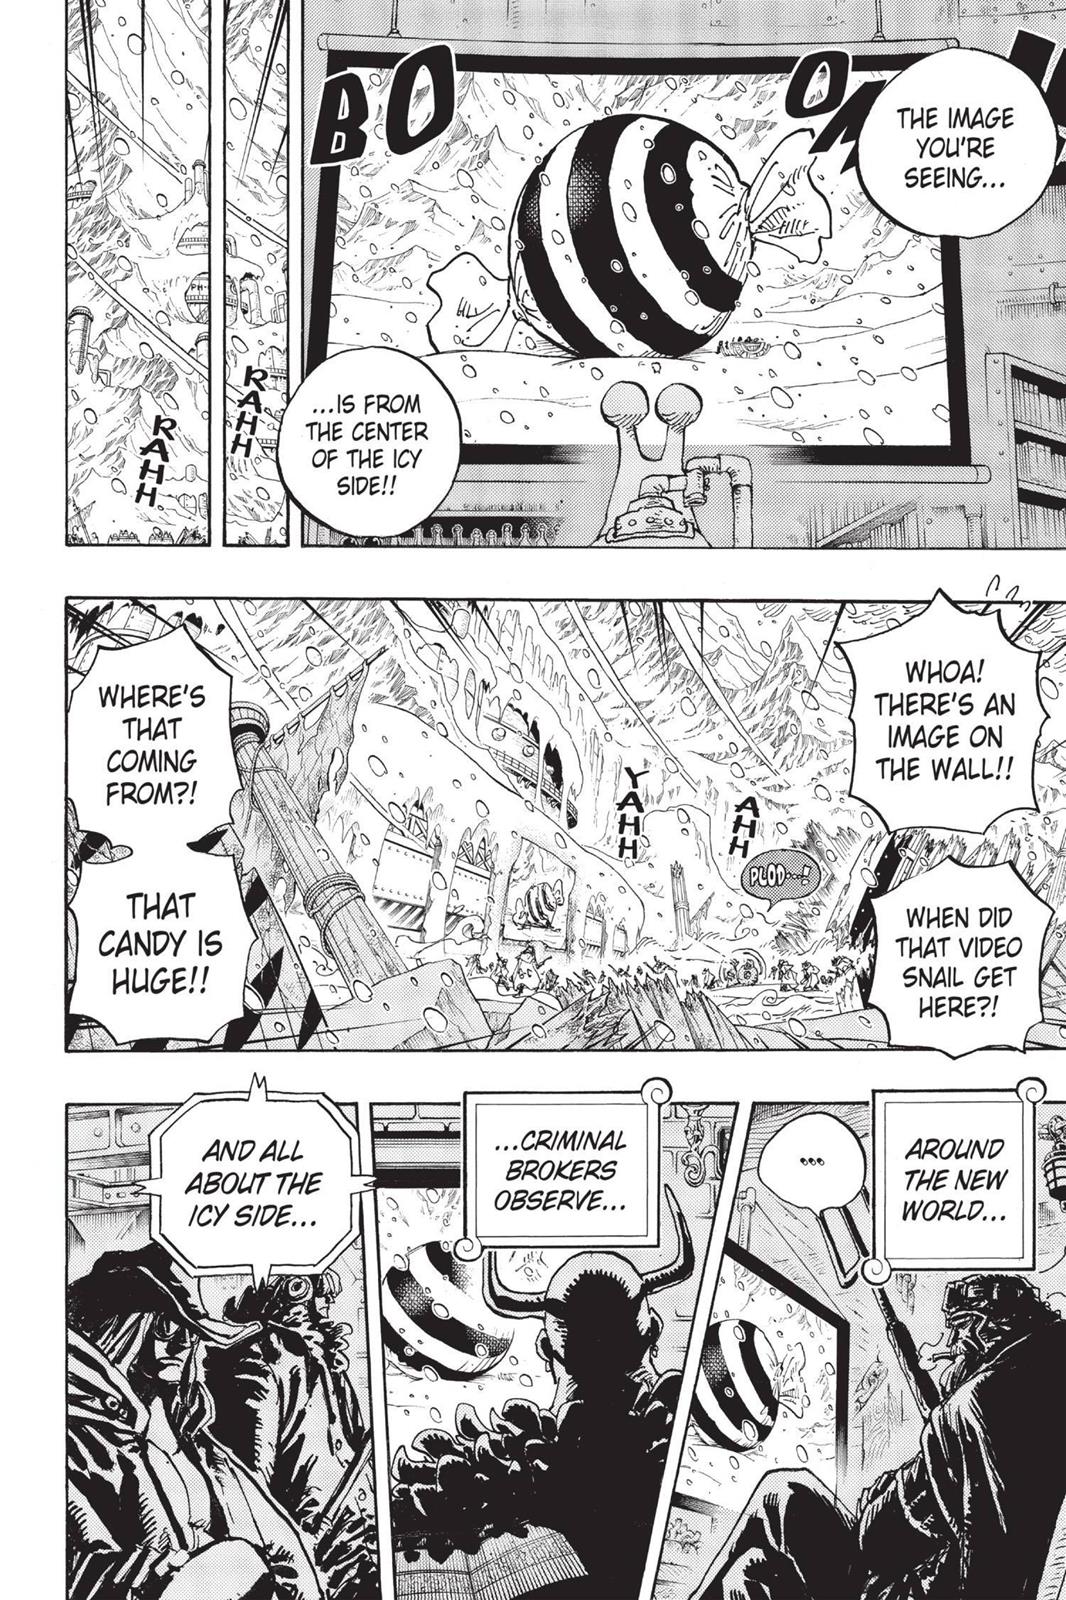 BOOM!!
THE IMAGE
YOU'RE
SEEING...
...IS FROM
THE CENTER
OF THE ICY
SIDE!!
RAHH
RAHH
WHOA!
THERE'S AN
IMAGE ON
THE WALL!!
WHEN DID
THAT VIDEO
SNAIL GET
HERE?!
AHH
PLOD...!
YAHH
WHERE'S
THAT
COMING
FROM?!
THAT
CANDY IS
HUGE!!
AROUND
THE NEW
WORLD...
...
...CRIMINAL
BROKERS
OBSERVE...
AND ALL
ABOUT THE
ICY SIDE...